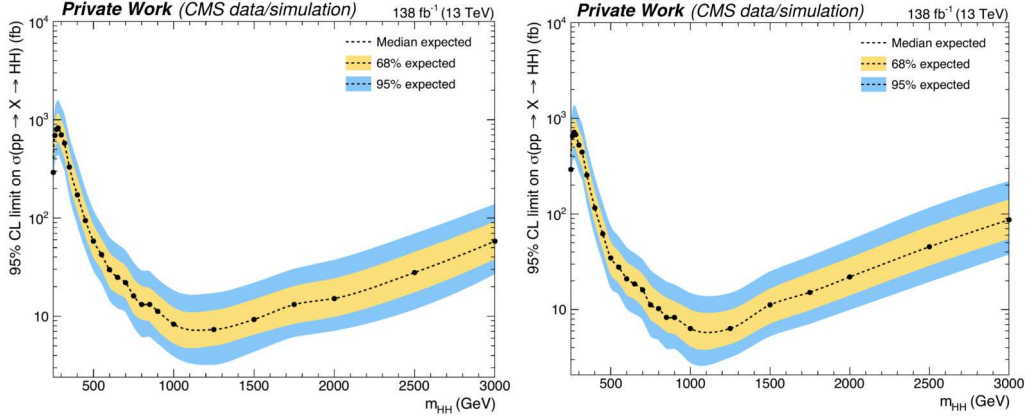 Private Work (CMS data/simulation) 138 fb⁻¹ (13 TeV)
95% CL limit on σ(pp → X → HH) (fb)
10⁴
10³
10²
10
Median expected
68% expected
95% expected
500 1000 1500 2000 2500 3000
m_HH (GeV)
Private Work (CMS data/simulation) 138 fb⁻¹ (13 TeV)
95% CL limit on σ(pp → X → HH) (fb)
10⁴
10³
10²
10
Median expected
68% expected
95% expected
500 1000 1500 2000 2500 3000
m_HH (GeV)